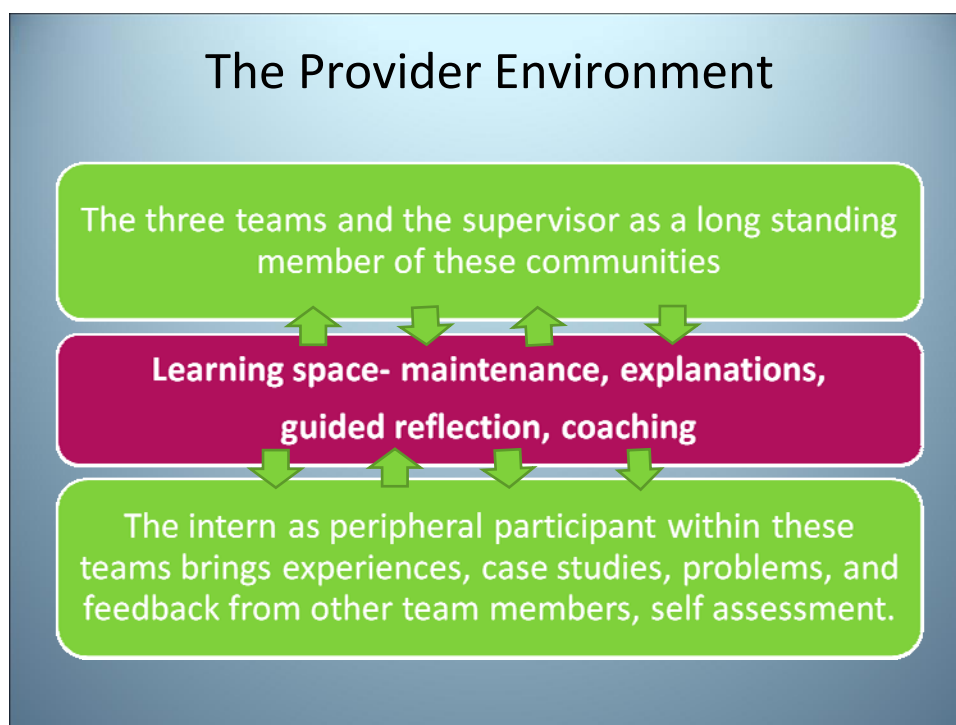 The Provider Environment
The three teams and the supervisor as a long standing
member of these communities
Learning space- maintenance, explanations,
guided reflection, coaching
The intern as peripheral participant within these
teams brings experiences, case studies, problems, and
feedback from other team members, self assessment.